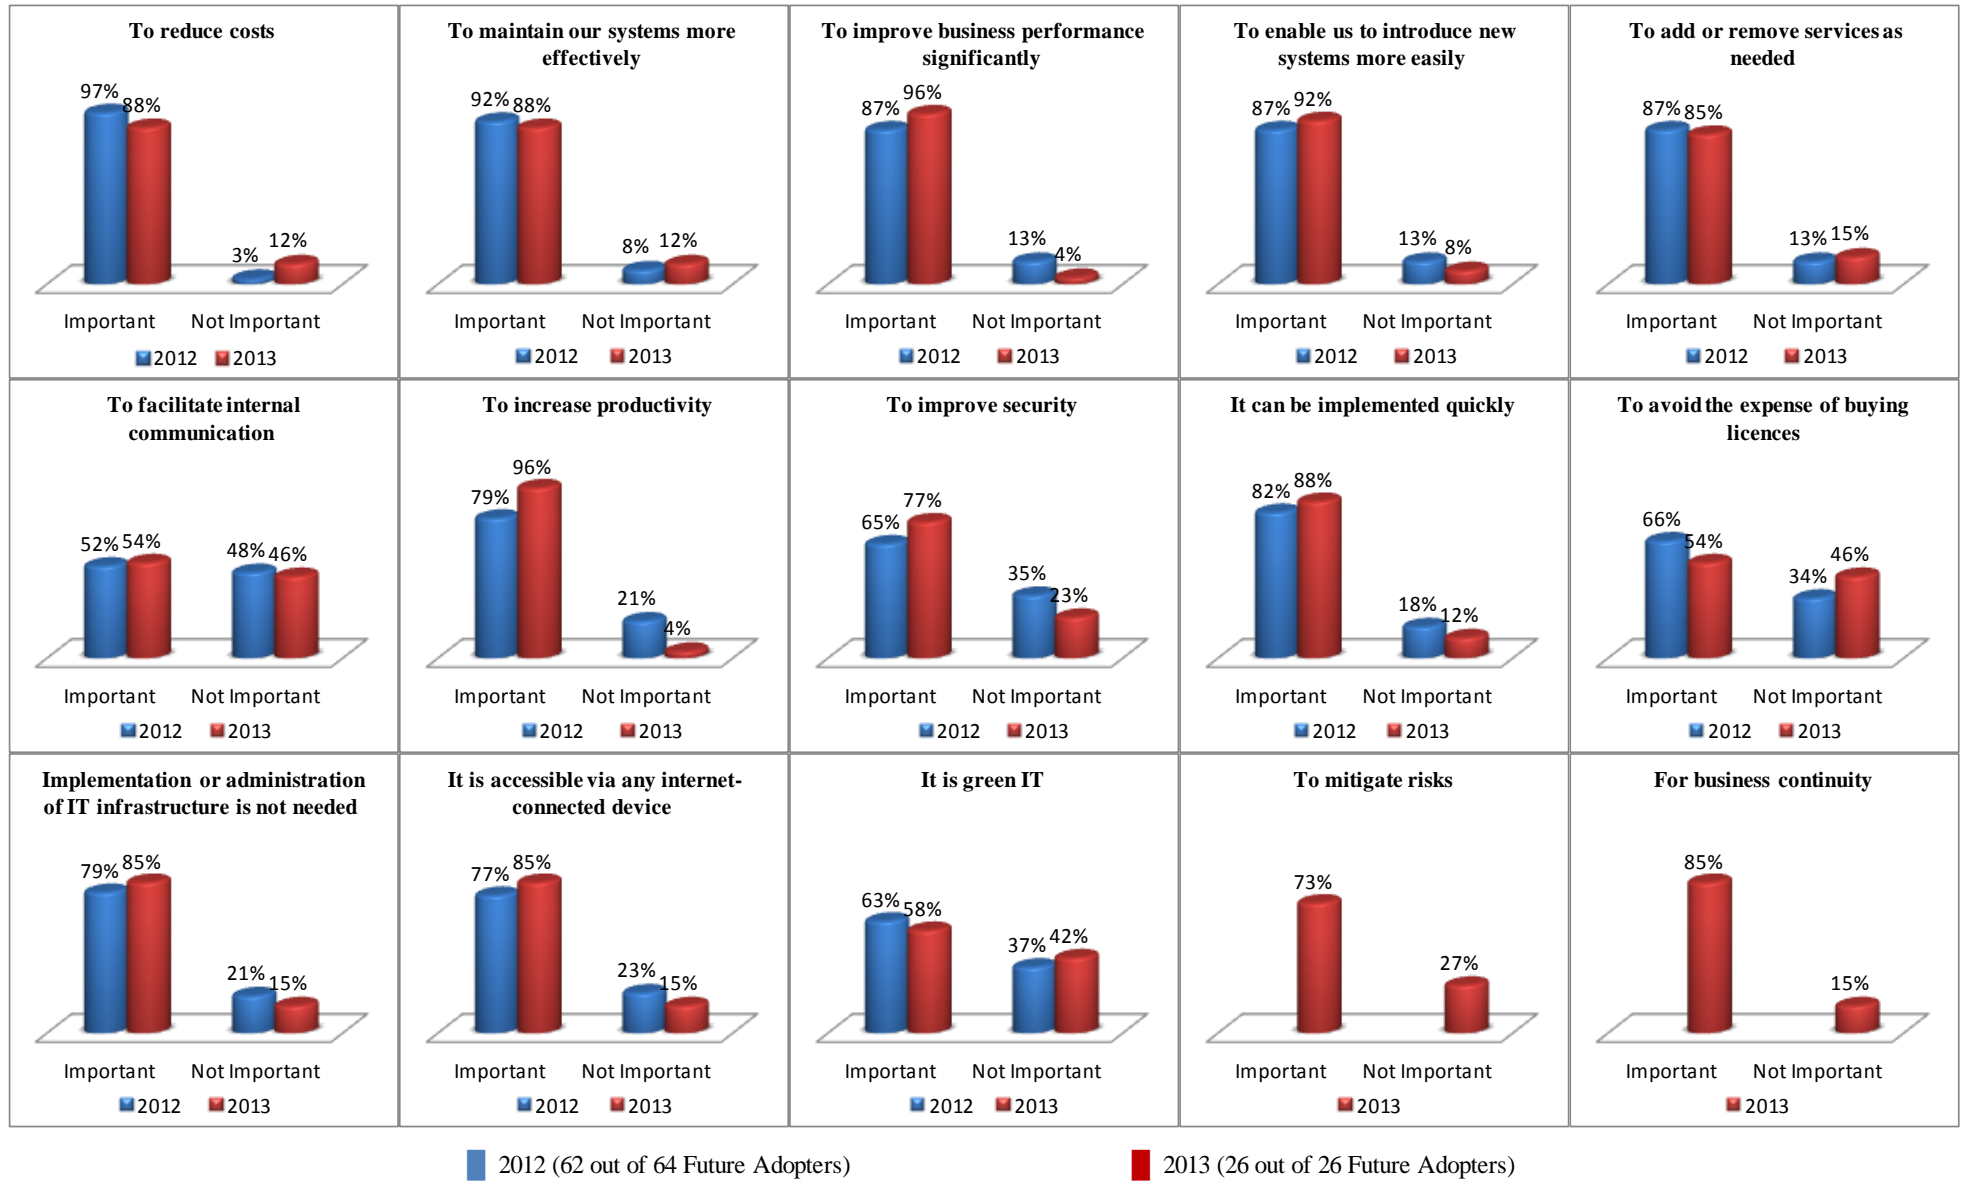 To reduce costs
97%
88%
3%
12%
Important Not Important
2012 2013
To maintain our systems more
effectively
92%
88%
8%
12%
Important Not Important
2012 2013
To improve business performance
significantly
87%
96%
13%
4%
Important Not Important
2012 2013
To enable us to introduce new
systems more easily
87%
92%
13%
8%
Important Not Important
2012 2013
To add or remove services as
needed
87%
85%
13%
15%
Important Not Important
2012 2013
To facilitate internal
communication
52%
54%
48%
46%
Important Not Important
2012 2013
To increase productivity
79%
96%
21%
4%
Important Not Important
2012 2013
To improve security
65%
77%
35%
23%
Important Not Important
2012 2013
It can be implemented quickly
82%
88%
18%
12%
Important Not Important
2012 2013
To avoid the expense of buying
licences
66%
54%
34%
46%
Important Not Important
2012 2013
Implementation or administration
of IT infrastructure is not needed
79%
85%
21%
15%
Important Not Important
2012 2013
It is accessible via any internet-
connected device
77%
85%
23%
15%
Important Not Important
2012 2013
It is green IT
63%
58%
37%
42%
Important Not Important
2012 2013
To mitigate risks
73%
27%
Important Not Important
2013
For business continuity
85%
15%
Important Not Important
2013
2012 (62 out of 64 Future Adopters)
2013 (26 out of 26 Future Adopters)